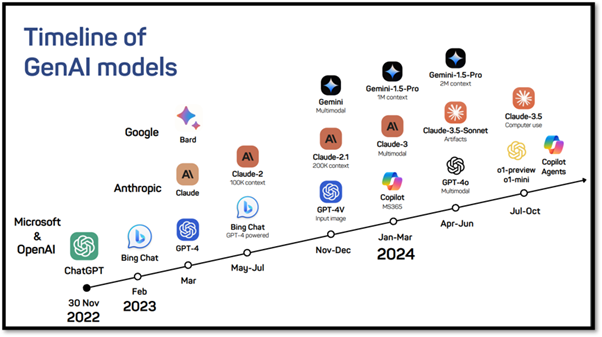 Timeline of
GenAI models
Google
Bard
Gemini
Multimodal
Gemini-1.5-Pro
1M context
Gemini-1.5-Pro
2M context
Anthropic
Claude
Claude-2
100K context
Claude-2.1
200K context
Claude-3
Multimodal
Claude-3.5-Sonnet
Artifacts
Claude-3.5
Computer use
Microsoft
&
OpenAI
ChatGPT
Bing Chat
GPT-4
Bing Chat
GPT-4 powered
GPT-4V
Input image
Copilot
MS365
GPT-4o
Multimodal
o1-preview
o1-mini
Copilot
Agents
30 Nov
2022
Feb
2023
Mar
May-Jul
Nov-Dec
Jan-Mar
2024
Apr-Jun
Jul-Oct